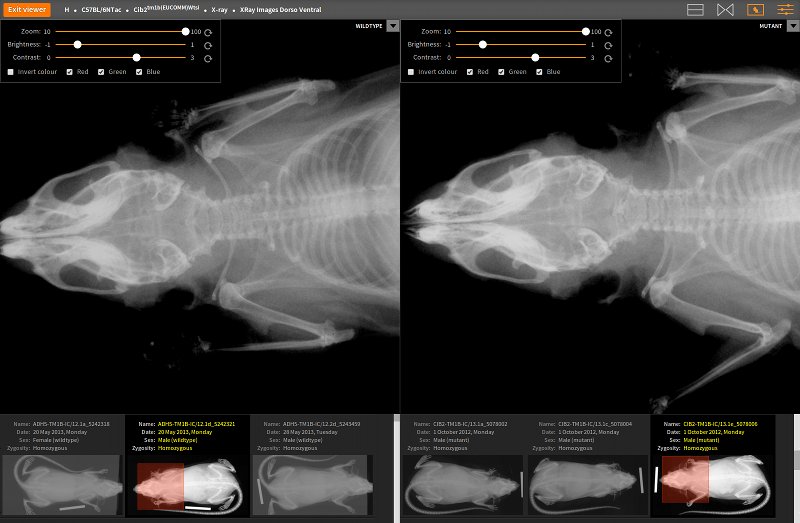 Exit viewer H • C57BL/6NTac • Cib2tm1b(EUCOMM)Wtsi • X-ray • XRay Images Dorso Ventral
WILDTYPE
Zoom: 10 100
Brightness: -1 1
Contrast: 0 3
Invert colour Red Green Blue
MUTANT
Zoom: 10 100
Brightness: -1 1
Contrast: 0 3
Invert colour Red Green Blue
Name: ABHS-TM1B-IC/12.1a_5242318
Date: 20 May 2013, Monday
Sex: Female (wildtype)
Zygosity: Homozygous
Name: ABHS-TM1B-IC/12.1d_5242321
Date: 20 May 2013, Monday
Sex: Male (wildtype)
Zygosity: Homozygous
Name: ABHS-TM1B-IC/12.2d_5243459
Date: 28 May 2013, Tuesday
Sex: Male (wildtype)
Zygosity: Homozygous
Name: CIB2-TM1B-IC/13.1a_5078002
Date: 1 October 2012, Monday
Sex: Male (mutant)
Zygosity: Homozygous
Name: CIB2-TM1B-IC/13.1c_5078004
Date: 1 October 2012, Monday
Sex: Male (mutant)
Zygosity: Homozygous
Name: CIB2-TM1B-IC/13.1e_5078006
Date: 1 October 2012, Monday
Sex: Male (mutant)
Zygosity: Homozygous